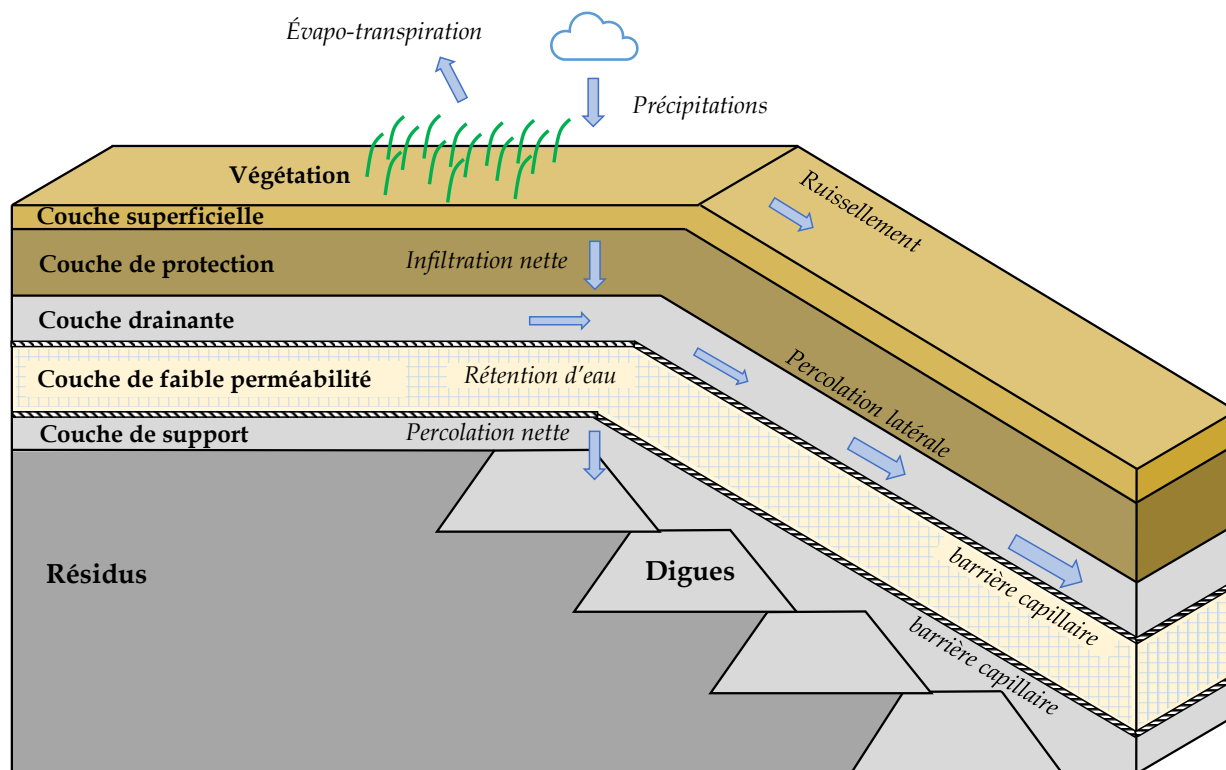 Évapo-transpiration
Précipitations
Végétation
Ruissellement
Couche superficielle
Couche de protection
Infiltration nette
Couche drainante
Percolation latérale
Couche de faible perméabilité
Rétention d'eau
Couche de support
Percolation nette
Résidus
Digues
barrière capillaire
barrière capillaire